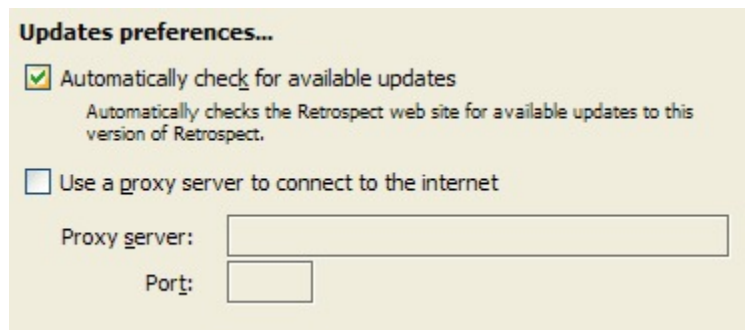 Updates preferences...
Automatically check for available updates
Automatically checks the Retrospect web site for available updates to this
version of Retrospect.
Use a proxy server to connect to the internet
Proxy server:
Port: